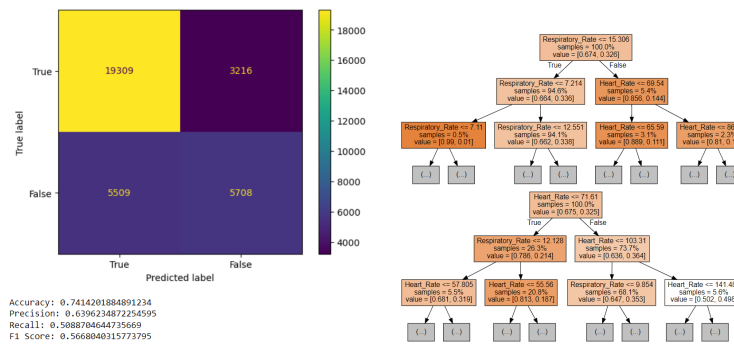 18000
16000
14000
12000
10000
8000
6000
4000
True
False
True label
19309
3216
5509
5708
True
False
Predicted label
Accuracy: 0.7414201884891234
Precision: 0.6396234872254595
Recall: 0.5088704644735669
F1 Score: 0.5668040315773795
Respiratory_Rate <= 15.306
samples = 100.0%
value = [0.674, 0.326]
True
False
Respiratory_Rate <= 7.214
samples = 94.6%
value = [0.664, 0.336]
Heart_Rate <= 69.54
samples = 5.4%
value = [0.856, 0.144]
Respiratory_Rate <= 7.11
samples = 0.5%
value = [0.99, 0.01]
Respiratory_Rate <= 12.551
samples = 94.1%
value = [0.662, 0.338]
Heart_Rate <= 65.59
samples = 3.1%
value = [0.889, 0.111]
Heart_Rate <= 86
samples = 2.3%
value = [0.81, 0.1
(...)
(...)
(...)
(...)
(...)
(...)
(...)
(...)
Heart_Rate <= 71.61
samples = 100.0%
value = [0.675, 0.325]
True
False
Respiratory_Rate <= 12.128
samples = 26.3%
value = [0.786, 0.214]
Heart_Rate <= 103.31
samples = 73.7%
value = [0.636, 0.364]
Heart_Rate <= 57.805
samples = 5.5%
value = [0.681, 0.319]
Heart_Rate <= 55.56
samples = 20.8%
value = [0.813, 0.187]
Respiratory_Rate <= 9.854
samples = 68.1%
value = [0.647, 0.353]
Heart_Rate <= 141.48
samples = 5.6%
value = [0.502, 0.498
(...)
(...)
(...)
(...)
(...)
(...)
(...)
(...)